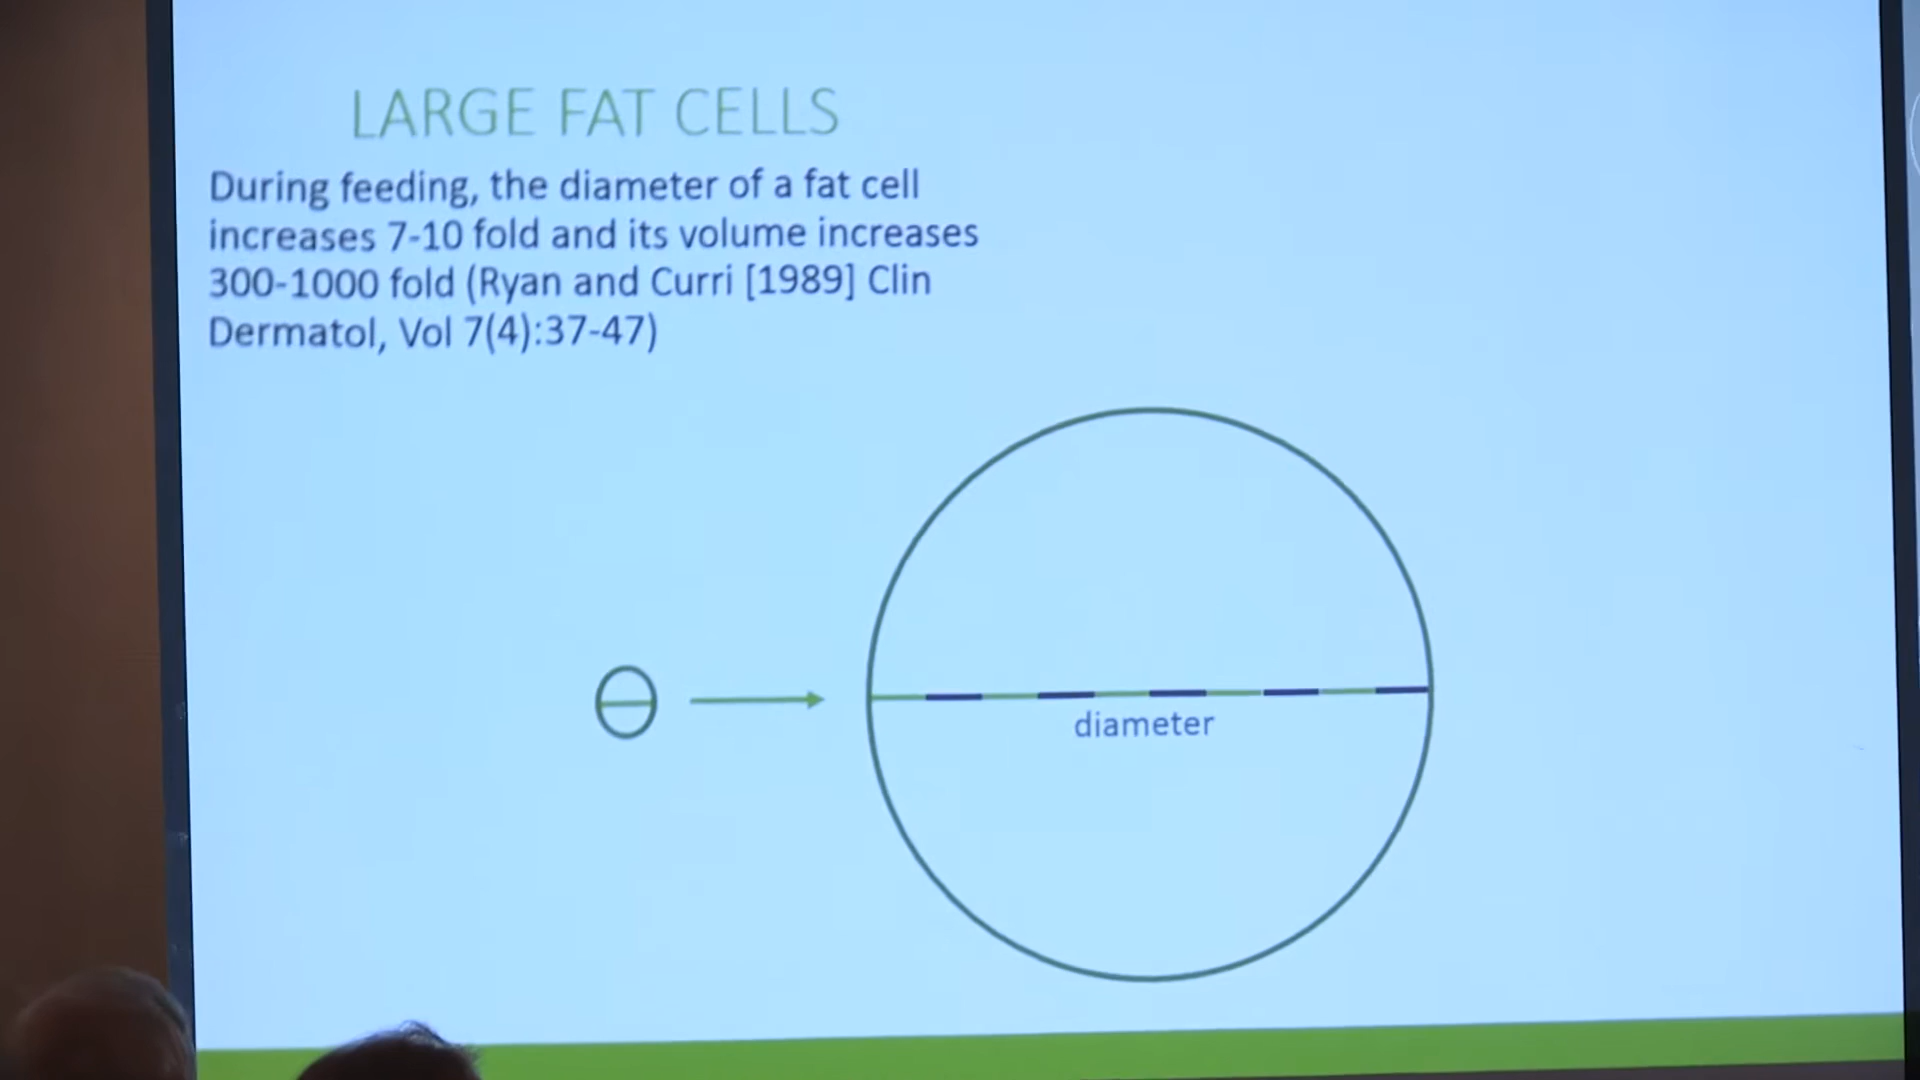 LARGE FAT CELLS
During feeding, the diameter of a fat cell
increases 7-10 fold and its volume increases
300-1000 fold (Ryan and Curri [1989] Clin
Dermatol, Vol 7(4):37-47)
diameter